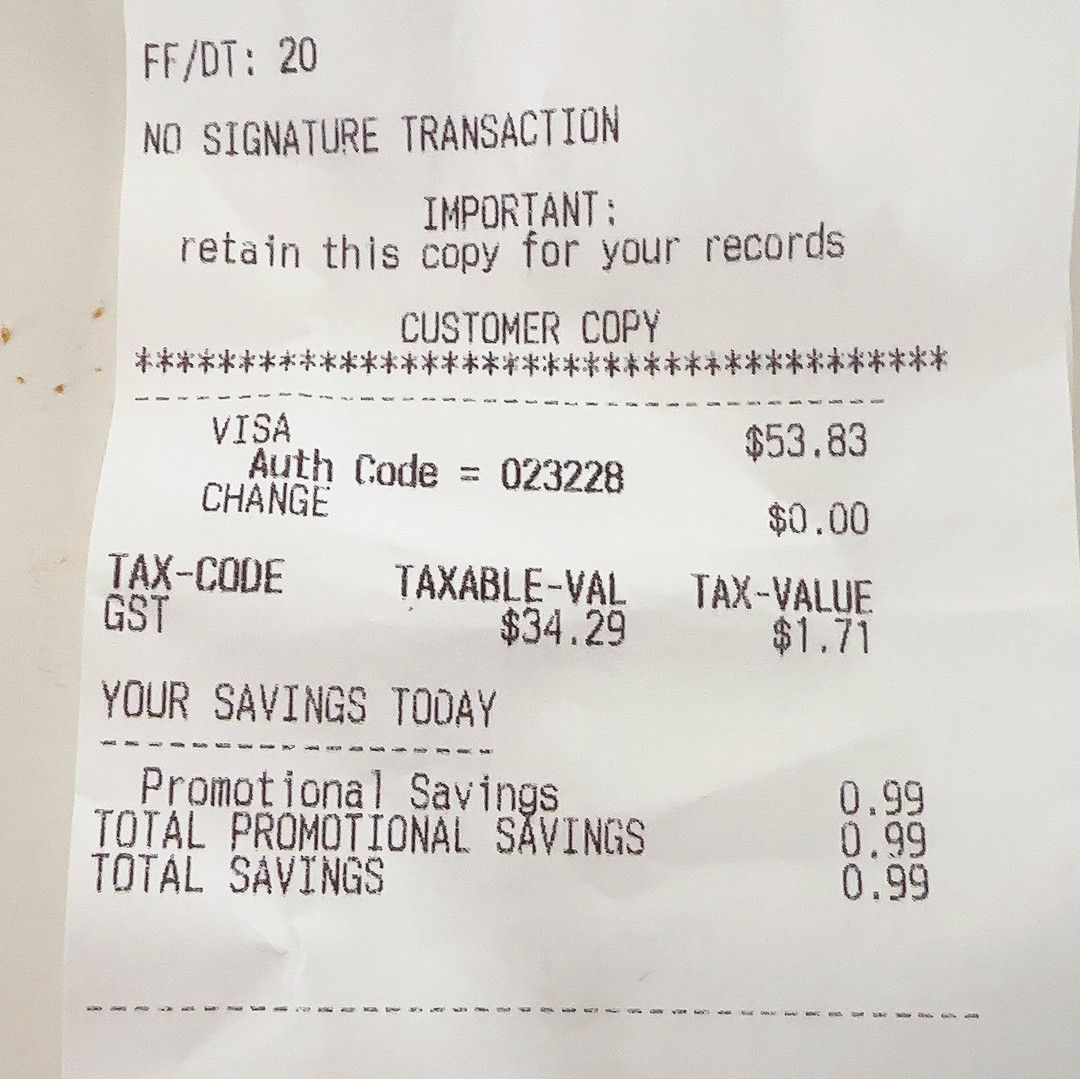 FF/DT: 20
NO SIGNATURE TRANSACTION
IMPORTANT:
retain this copy for your records
CUSTOMER COPY
****************************************
----------------------------------------
VISA $53.83
Auth Code = 023228
CHANGE $0.00
TAX-CODE TAXABLE-VAL TAX-VALUE
GST $34.29 $1.71
YOUR SAVINGS TODAY
--------------------
Promotional Savings 0.99
TOTAL PROMOTIONAL SAVINGS 0.99
TOTAL SAVINGS 0.99
----------------------------------------